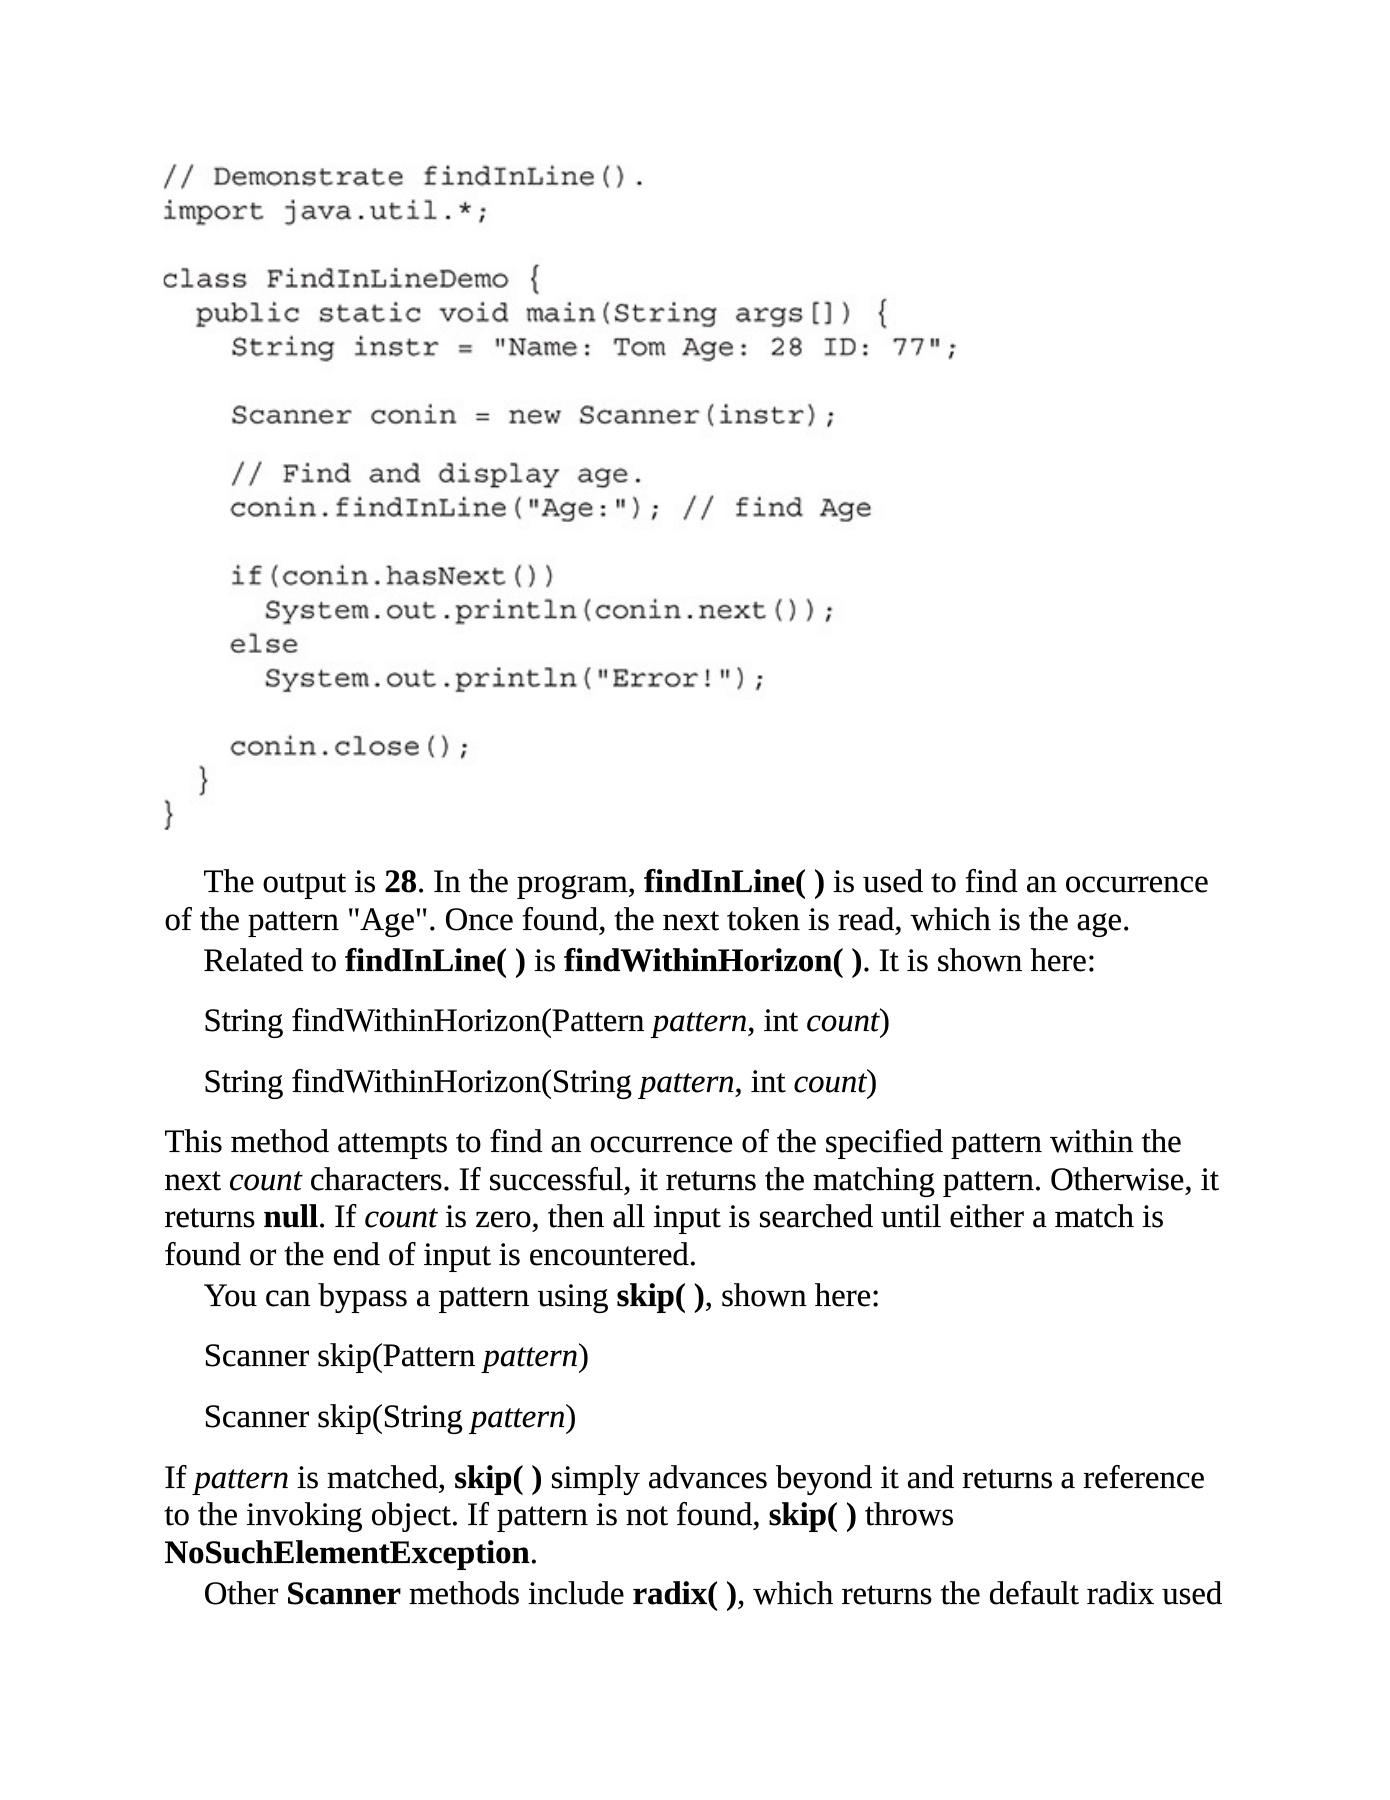 // Demonstrate findInLine().
import java.util.*;
class FindInLineDemo {
public static void main(String args[]) {
String instr = "Name: Tom Age: 28 ID: 77";
Scanner conin = new Scanner(instr);
// Find and display age.
conin.findInLine("Age:"); // find Age
if(conin.hasNext())
System.out.println(conin.next());
else
System.out.println("Error!");
conin.close();
}
}
The output is 28. In the program, findInLine( ) is used to find an occurrence
of the pattern "Age". Once found, the next token is read, which is the age.
Related to findInLine( ) is findWithinHorizon( ). It is shown here:
String findWithinHorizon(Pattern pattern, int count)
String findWithinHorizon(String pattern, int count)
This method attempts to find an occurrence of the specified pattern within the
next count characters. If successful, it returns the matching pattern. Otherwise, it
returns null. If count is zero, then all input is searched until either a match is
found or the end of input is encountered.
You can bypass a pattern using skip( ), shown here:
Scanner skip(Pattern pattern)
Scanner skip(String pattern)
If pattern is matched, skip( ) simply advances beyond it and returns a reference
to the invoking object. If pattern is not found, skip( ) throws
NoSuchElementException.
Other Scanner methods include radix( ), which returns the default radix used